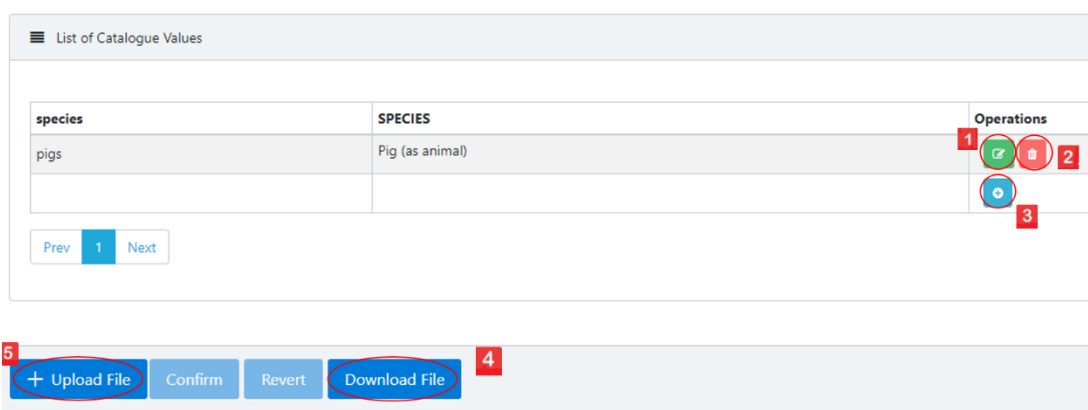 List of Catalogue Values
species SPECIES Operations
pigs Pig (as animal) 1 2
3
Prev 1 Next
5 4
+ Upload File Confirm Revert Download File